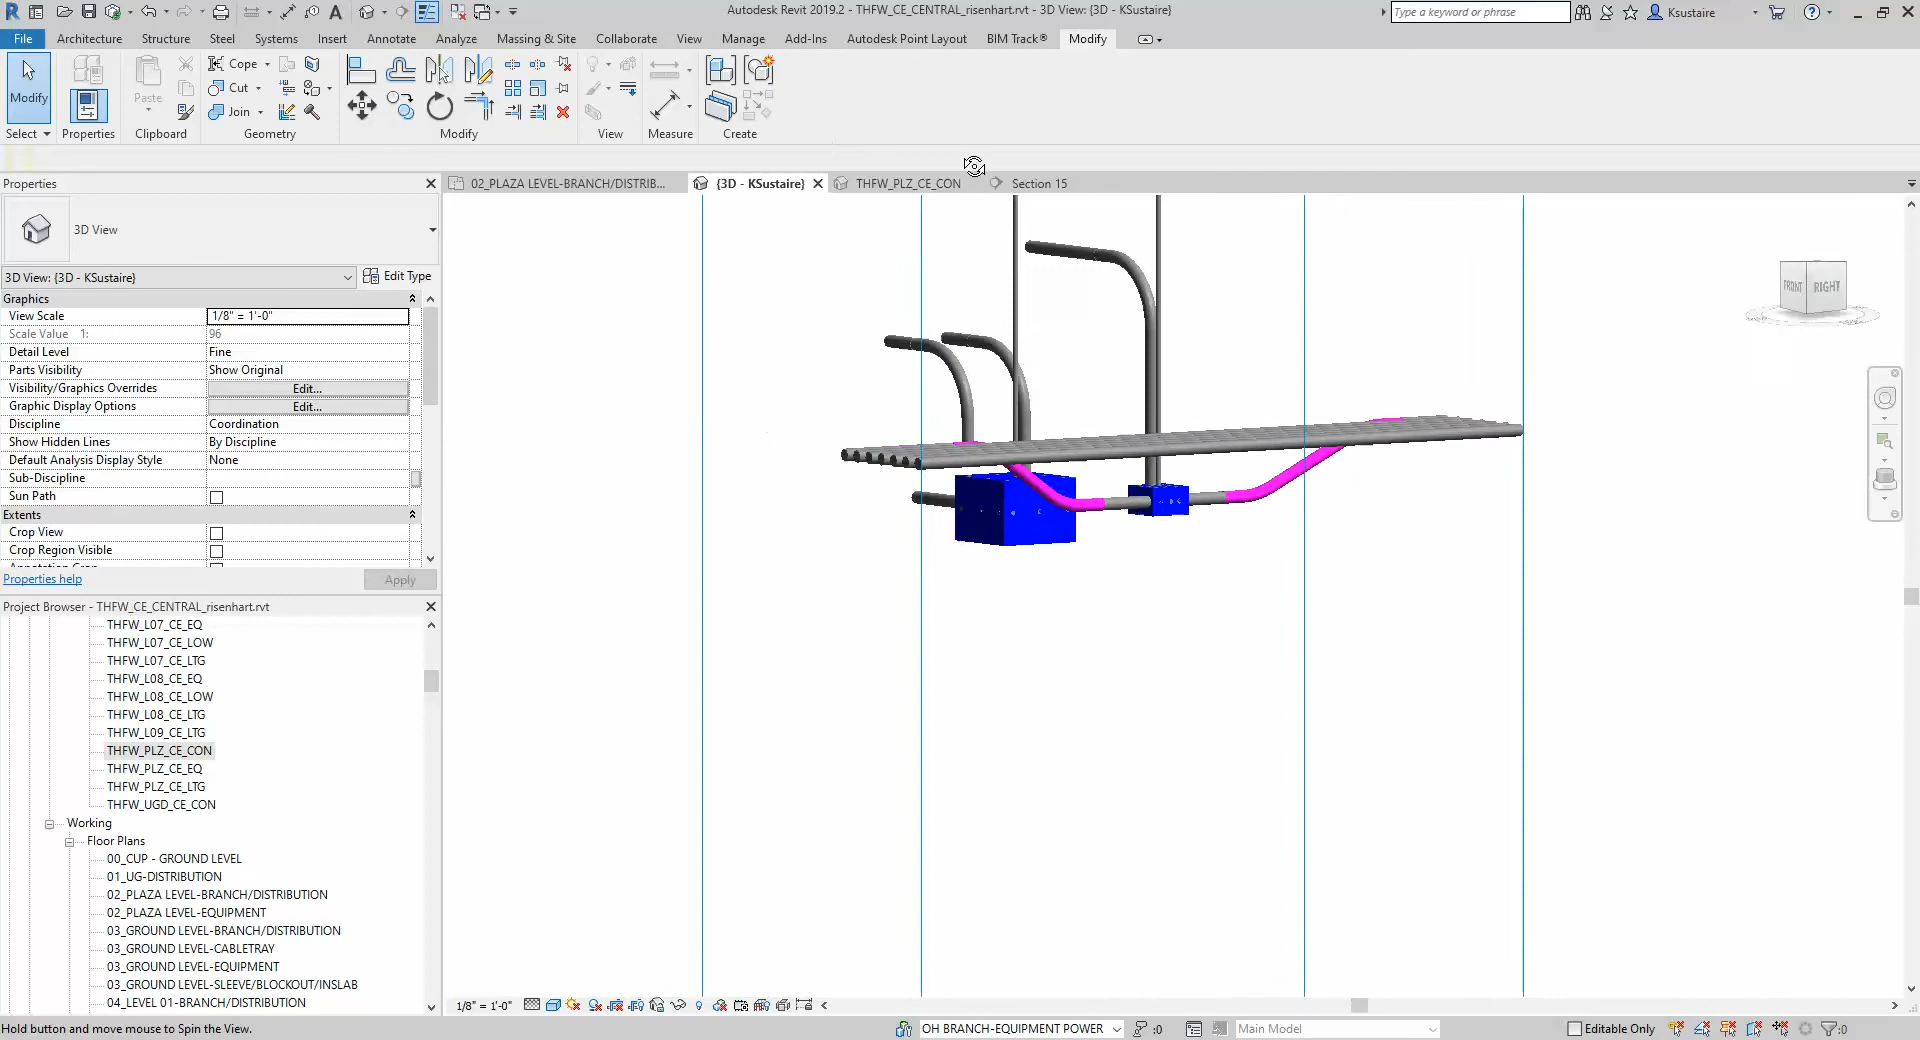 Autodesk Revit 2019.2 - THFW_CE_CENTRAL_risenhart.rvt - 3D View: {3D - KSustaire}
Type a keyword or phrase
Ksustaire
File Architecture Structure Steel Systems Insert Annotate Analyze Massing & Site Collaborate View Manage Add-Ins Autodesk Point Layout BIM Track® Modify
Modify
Paste
Cope
Cut
Join
Select Properties Clipboard Geometry Modify View Measure Create
Properties
02_PLAZA LEVEL-BRANCH/DISTRIB...
{3D - KSustaire}
THFW_PLZ_CE_CON
Section 15
3D View
3D View: {3D - KSustaire}
Edit Type
Graphics
View Scale 1/8" = 1'-0"
Scale Value 1: 96
Detail Level Fine
Parts Visibility Show Original
Visibility/Graphics Overrides Edit...
Graphic Display Options Edit...
Discipline Coordination
Show Hidden Lines By Discipline
Default Analysis Display Style None
Sub-Discipline
Sun Path
Extents
Crop View
Crop Region Visible
Properties help
Apply
FRONT RIGHT
Project Browser - THFW_CE_CENTRAL_risenhart.rvt
THFW_L07_CE_EQ
THFW_L07_CE_LOW
THFW_L07_CE_LTG
THFW_L08_CE_EQ
THFW_L08_CE_LOW
THFW_L08_CE_LTG
THFW_L09_CE_LTG
THFW_PLZ_CE_CON
THFW_PLZ_CE_EQ
THFW_PLZ_CE_LTG
THFW_UGD_CE_CON
Working
Floor Plans
00_CUP - GROUND LEVEL
01_UG-DISTRIBUTION
02_PLAZA LEVEL-BRANCH/DISTRIBUTION
02_PLAZA LEVEL-EQUIPMENT
03_GROUND LEVEL-BRANCH/DISTRIBUTION
03_GROUND LEVEL-CABLETRAY
03_GROUND LEVEL-EQUIPMENT
03_GROUND LEVEL-SLEEVE/BLOCKOUT/INSLAB
04_LEVEL 01-BRANCH/DISTRIBUTION
1/8" = 1'-0"
Hold button and move mouse to Spin the View.
OH BRANCH-EQUIPMENT POWER
:0
Main Model
Editable Only
:0